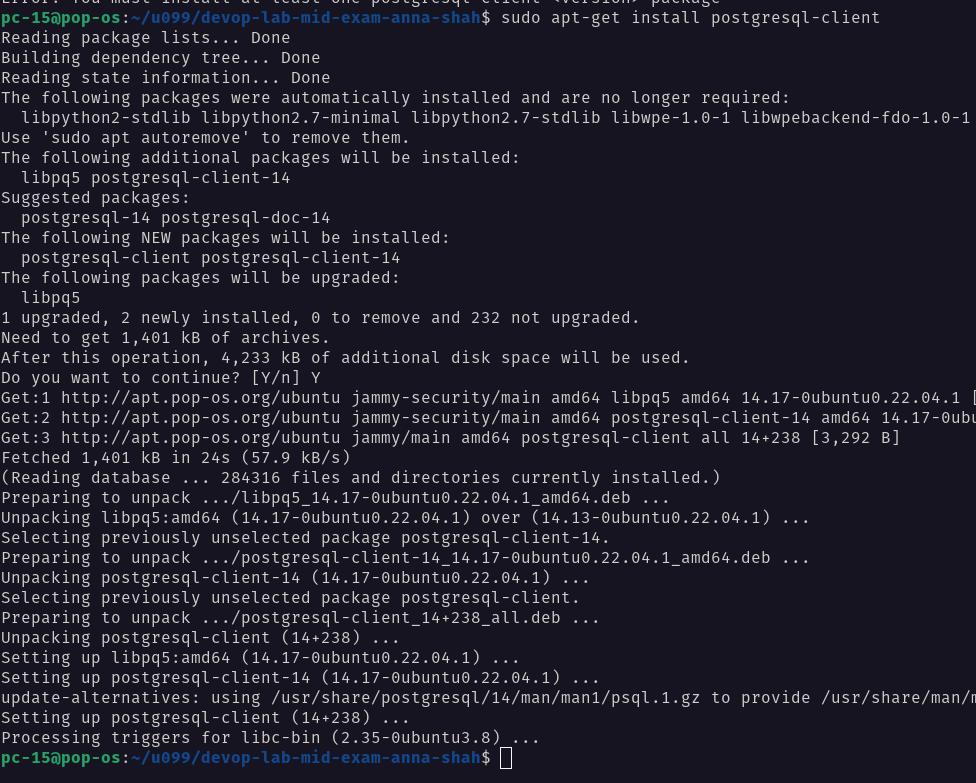 Error: You must install at least one postgresql-client-<version> package
pc-15@pop-os:~/u099/devop-lab-mid-exam-anna-shah$ sudo apt-get install postgresql-client
Reading package lists... Done
Building dependency tree... Done
Reading state information... Done
The following packages were automatically installed and are no longer required:
  libpython2-stdlib libpython2.7-minimal libpython2.7-stdlib libwpe-1.0-1 libwpebackend-fdo-1.0-1
Use 'sudo apt autoremove' to remove them.
The following additional packages will be installed:
  libpq5 postgresql-client-14
Suggested packages:
  postgresql-14 postgresql-doc-14
The following NEW packages will be installed:
  postgresql-client postgresql-client-14
The following packages will be upgraded:
  libpq5
1 upgraded, 2 newly installed, 0 to remove and 232 not upgraded.
Need to get 1,401 kB of archives.
After this operation, 4,233 kB of additional disk space will be used.
Do you want to continue? [Y/n] Y
Get:1 http://apt.pop-os.org/ubuntu jammy-security/main amd64 libpq5 amd64 14.17-0ubuntu0.22.04.1 [
Get:2 http://apt.pop-os.org/ubuntu jammy-security/main amd64 postgresql-client-14 amd64 14.17-0ub
Get:3 http://apt.pop-os.org/ubuntu jammy/main amd64 postgresql-client all 14+238 [3,292 B]
Fetched 1,401 kB in 24s (57.9 kB/s)
(Reading database ... 284316 files and directories currently installed.)
Preparing to unpack .../libpq5_14.17-0ubuntu0.22.04.1_amd64.deb ...
Unpacking libpq5:amd64 (14.17-0ubuntu0.22.04.1) over (14.13-0ubuntu0.22.04.1) ...
Selecting previously unselected package postgresql-client-14.
Preparing to unpack .../postgresql-client-14_14.17-0ubuntu0.22.04.1_amd64.deb ...
Unpacking postgresql-client-14 (14.17-0ubuntu0.22.04.1) ...
Selecting previously unselected package postgresql-client.
Preparing to unpack .../postgresql-client_14+238_all.deb ...
Unpacking postgresql-client (14+238) ...
Setting up libpq5:amd64 (14.17-0ubuntu0.22.04.1) ...
Setting up postgresql-client-14 (14.17-0ubuntu0.22.04.1) ...
update-alternatives: using /usr/share/postgresql/14/man/man1/psql.1.gz to provide /usr/share/man/
Setting up postgresql-client (14+238) ...
Processing triggers for libc-bin (2.35-0ubuntu3.8) ...
pc-15@pop-os:~/u099/devop-lab-mid-exam-anna-shah$